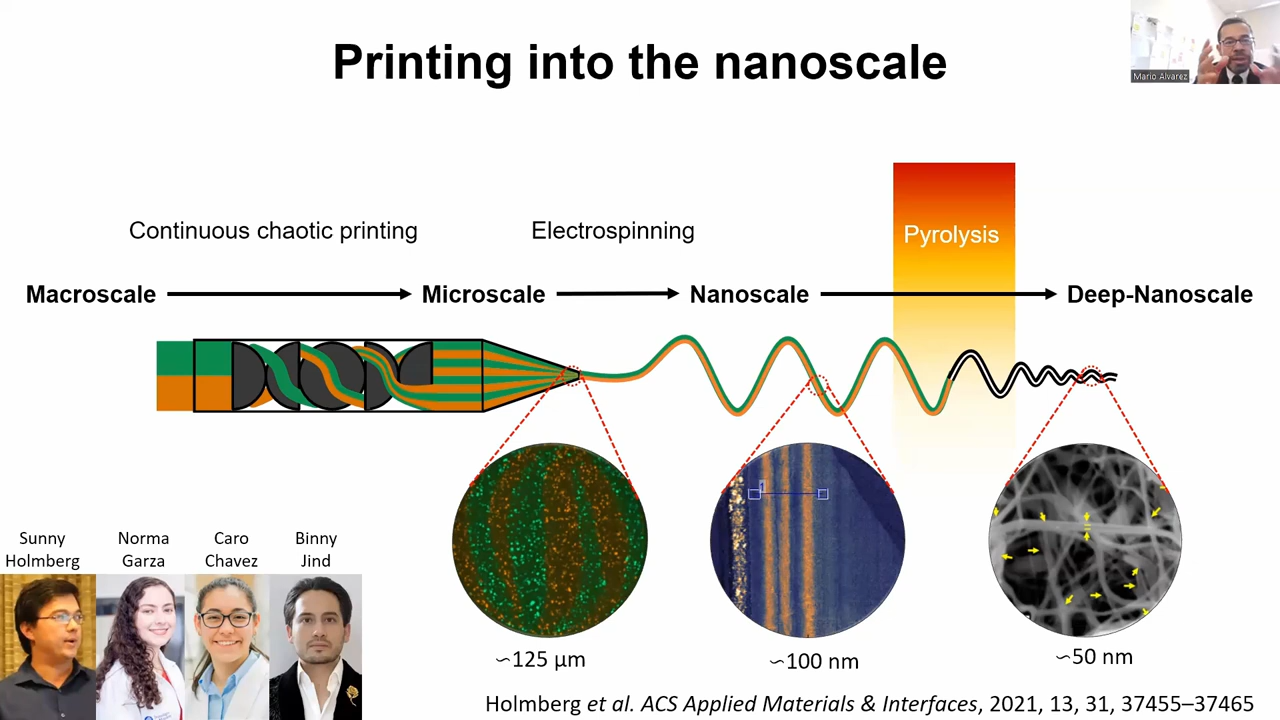 Printing into the nanoscale
Mario Alvarez
Continuous chaotic printing
Electrospinning
Pyrolysis
Macroscale
Microscale
Nanoscale
Deep-Nanoscale
1
Sunny
Holmberg
Norma
Garza
Caro
Chavez
Binny
Jind
∽125 µm
∽100 nm
∽50 nm
Holmberg et al. ACS Applied Materials & Interfaces, 2021, 13, 31, 37455–37465